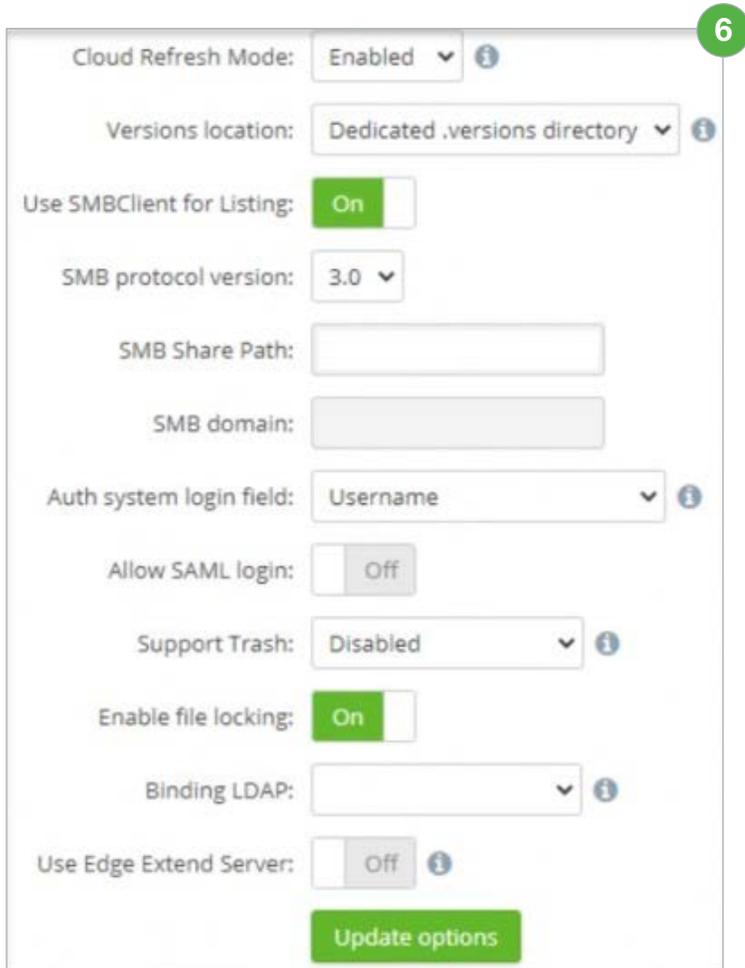 6
Cloud Refresh Mode: Enabled
Versions location: Dedicated .versions directory
Use SMBClient for Listing: On
SMB protocol version: 3.0
SMB Share Path:
SMB domain:
Auth system login field: Username
Allow SAML login: Off
Support Trash: Disabled
Enable file locking: On
Binding LDAP:
Use Edge Extend Server: Off
Update options